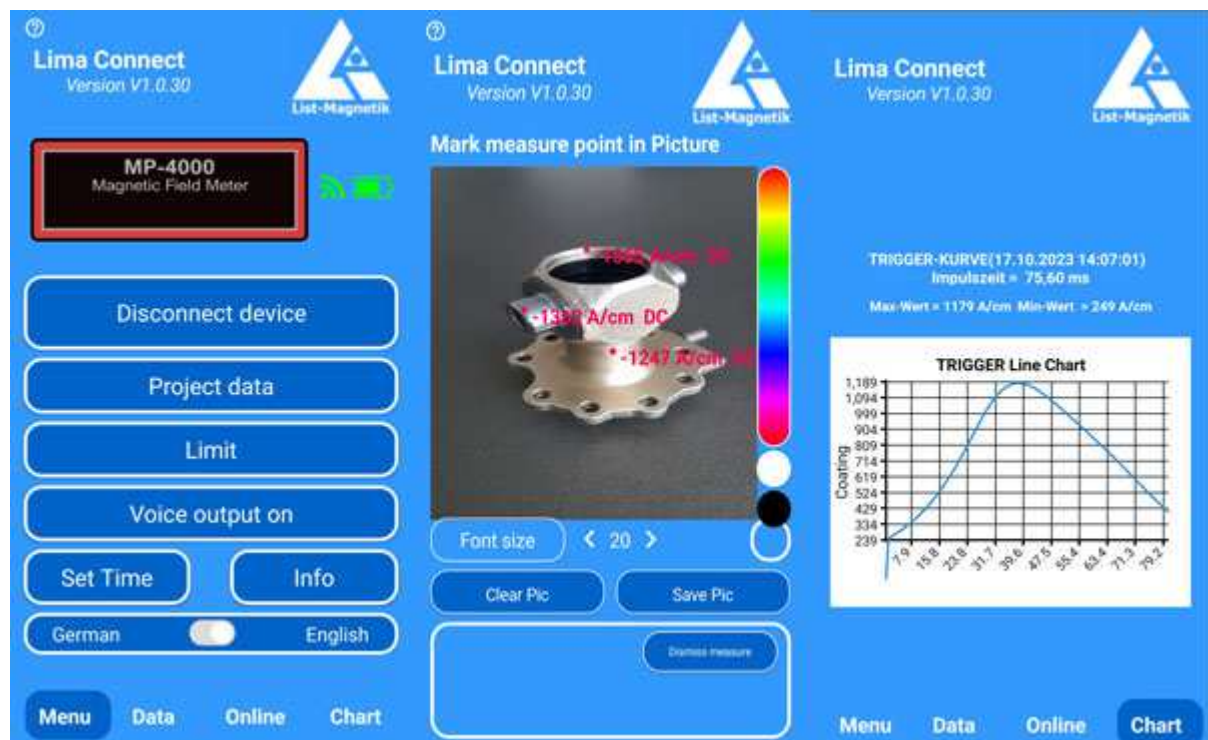 Lima Connect
Version V1.0.30
List-Magnetik
MP-4000
Magnetic Field Meter
Disconnect device
Project data
Limit
Voice output on
Set Time
Info
German
English
Menu
Data
Online
Chart
Lima Connect
Version V1.0.30
List-Magnetik
Mark measure point in Picture
A/cm
A/cm DC
-1247 A/cm
Font size
20
Clear Pic
Save Pic
Dismiss measure
Lima Connect
Version V1.0.30
List-Magnetik
TRIGGER-KURVE(17.10.2023 14:07:01)
Impulszeit = 75,60 ms
Max-Wert = 1179 A/cm Min-Wert = 249 A/cm
TRIGGER Line Chart
1,189
1,094
999
904
809
714
619
524
429
334
239
Coating
7.9
15.8
23.8
31.7
39.6
47.5
55.4
63.4
71.3
79.2
Menu
Data
Online
Chart